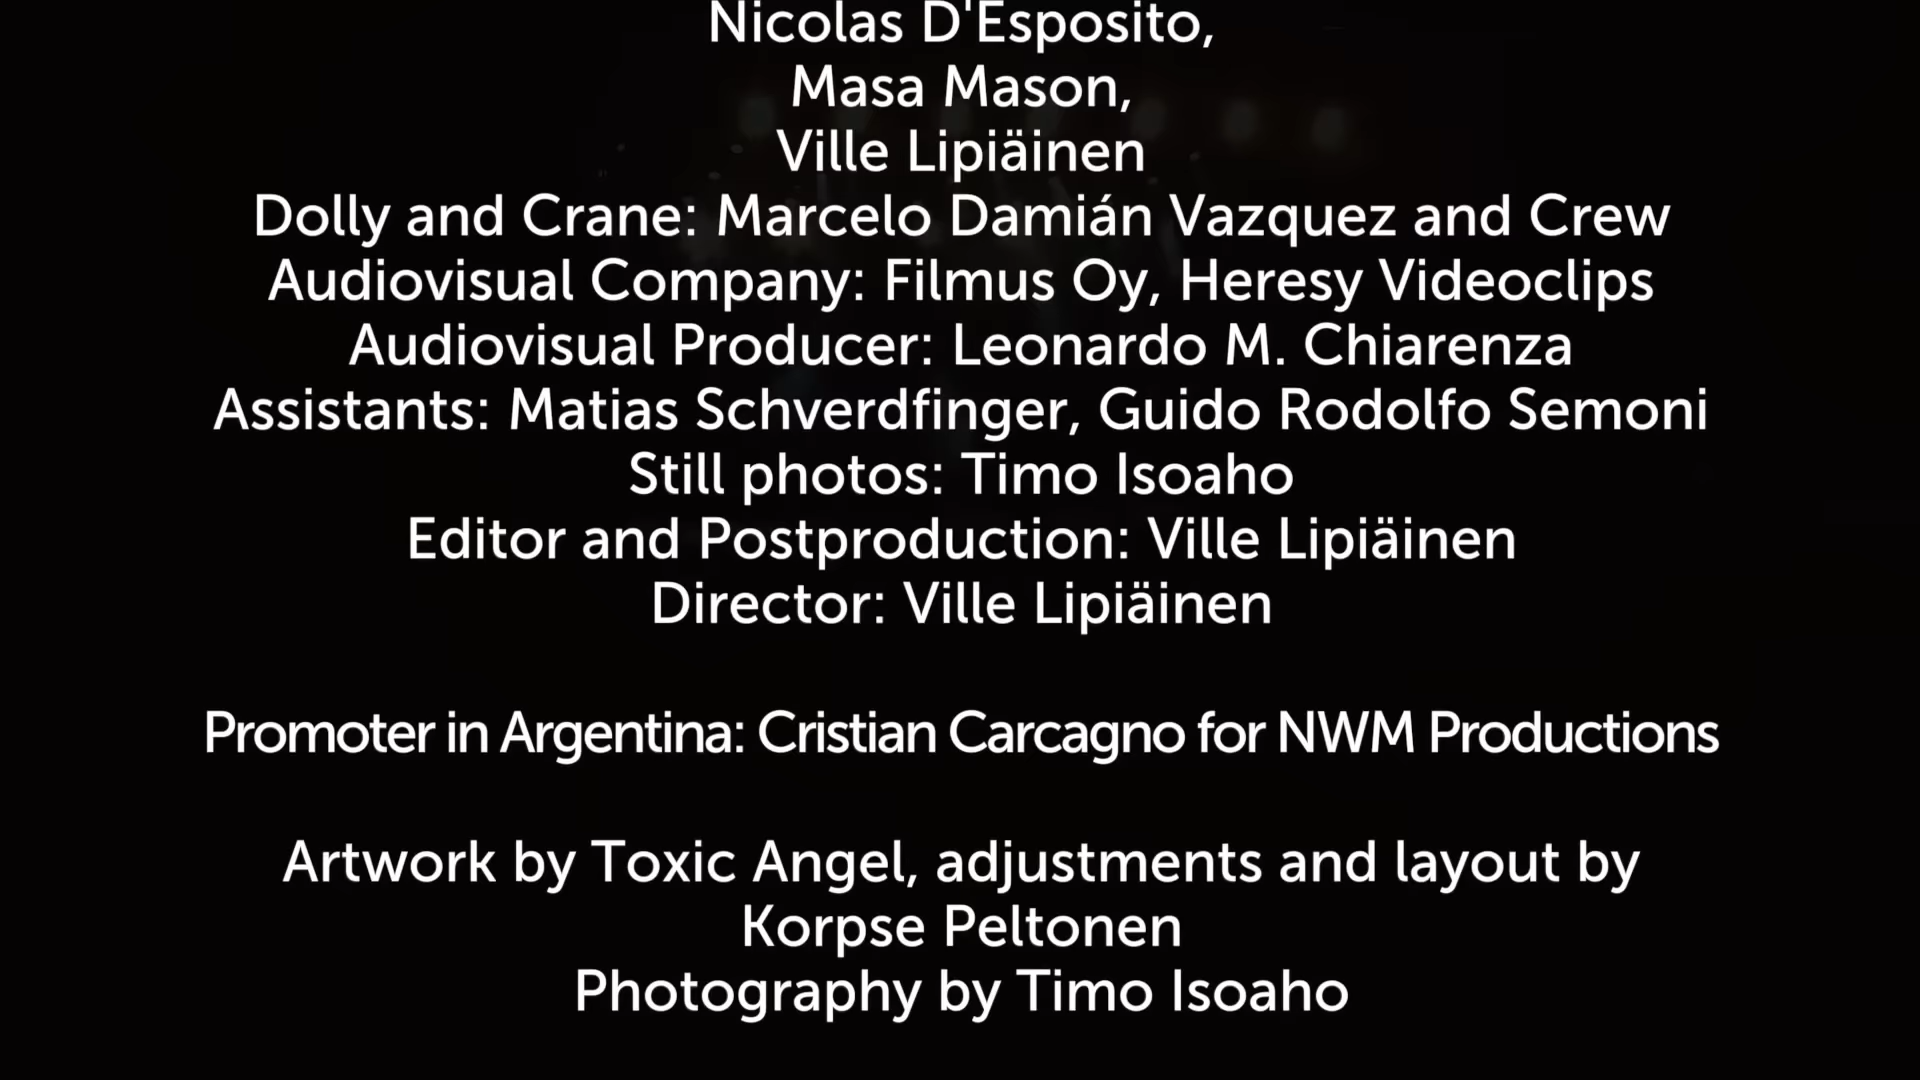 Nicolas D'Esposito,
Masa Mason,
Ville Lipiäinen
Dolly and Crane: Marcelo Damián Vazquez and Crew
Audiovisual Company: Filmus Oy, Heresy Videoclips
Audiovisual Producer: Leonardo M. Chiarenza
Assistants: Matias Schverdfinger, Guido Rodolfo Semoni
Still photos: Timo Isoaho
Editor and Postproduction: Ville Lipiäinen
Director: Ville Lipiäinen
Promoter in Argentina: Cristian Carcagno for NWM Productions
Artwork by Toxic Angel, adjustments and layout by
Korpse Peltonen
Photography by Timo Isoaho